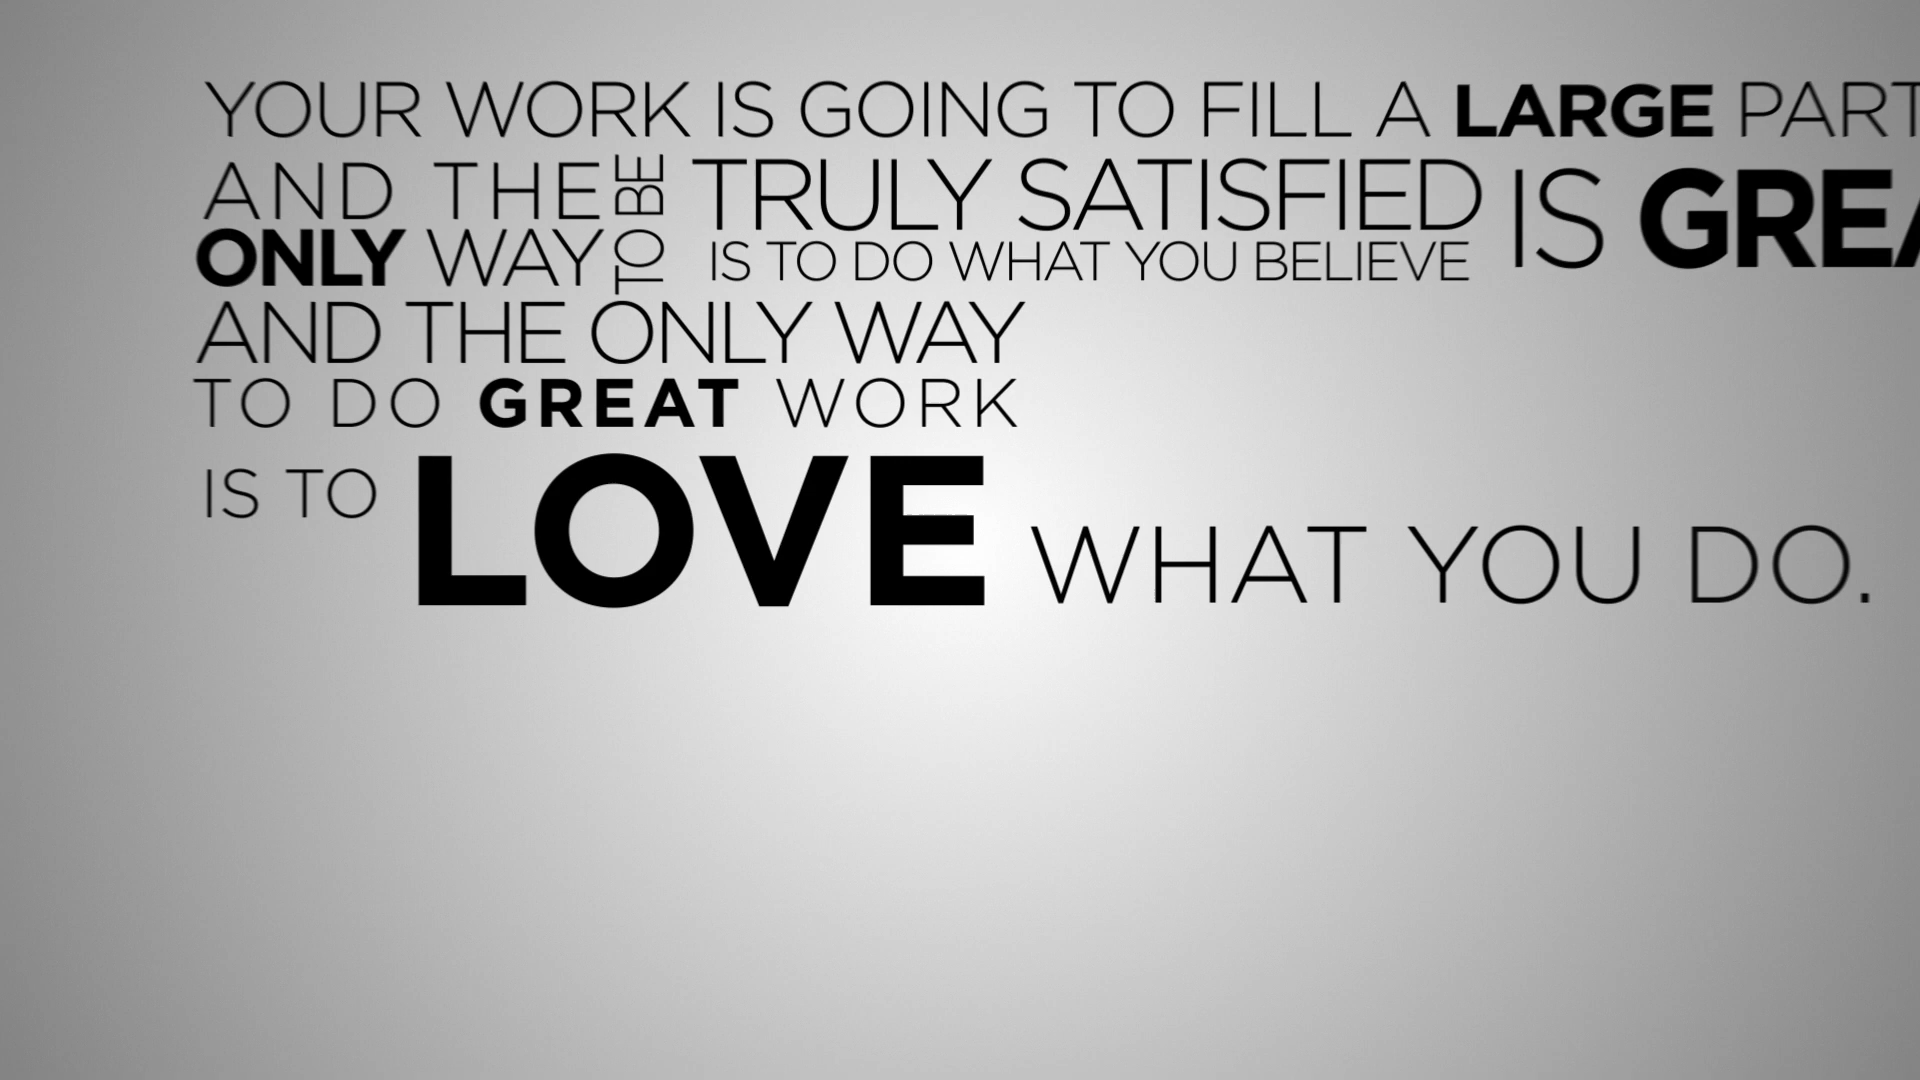 YOUR WORK IS GOING TO FILL A LARGE PART
AND THE
ONLY WAY
TO BE
TRULY SATISFIED
IS TO DO WHAT YOU BELIEVE
IS GREA
AND THE ONLY WAY
TO DO GREAT WORK
IS TO LOVE WHAT YOU DO.